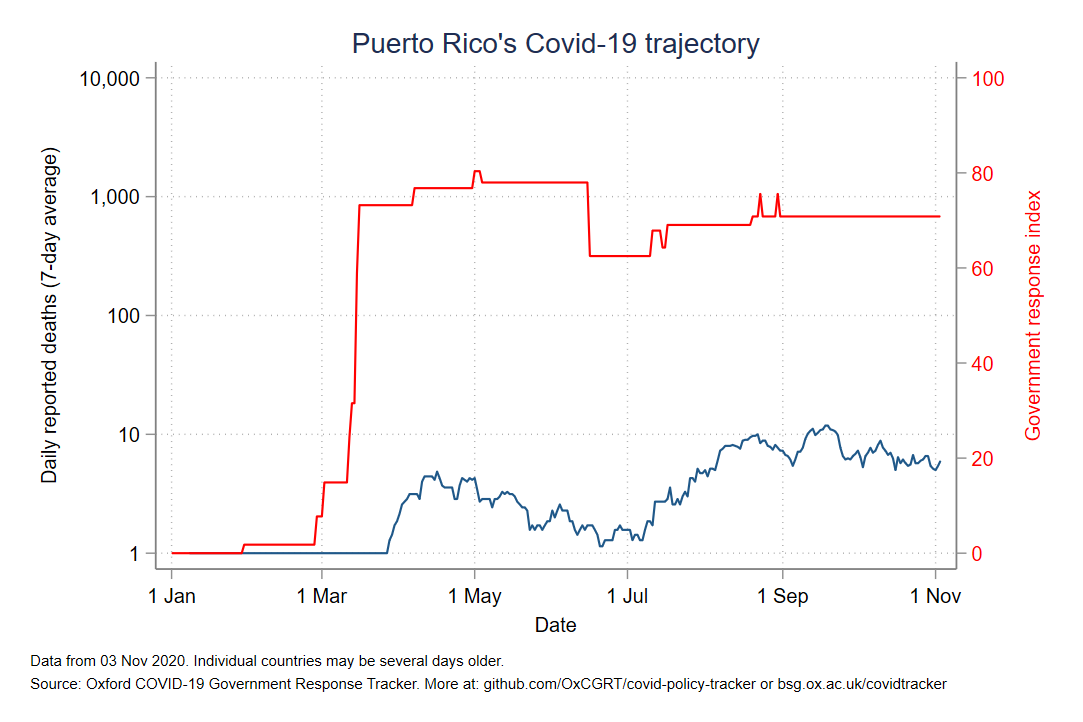 Puerto Rico's Covid-19 trajectory
10,000
1,000
100
10
1
Daily reported deaths (7-day average)
100
80
60
40
20
0
Government response index
1 Jan
1 Mar
1 May
1 Jul
1 Sep
1 Nov
Date
Data from 03 Nov 2020. Individual countries may be several days older.
Source: Oxford COVID-19 Government Response Tracker. More at: github.com/OxCGRT/covid-policy-tracker or bsg.ox.ac.uk/covidtracker